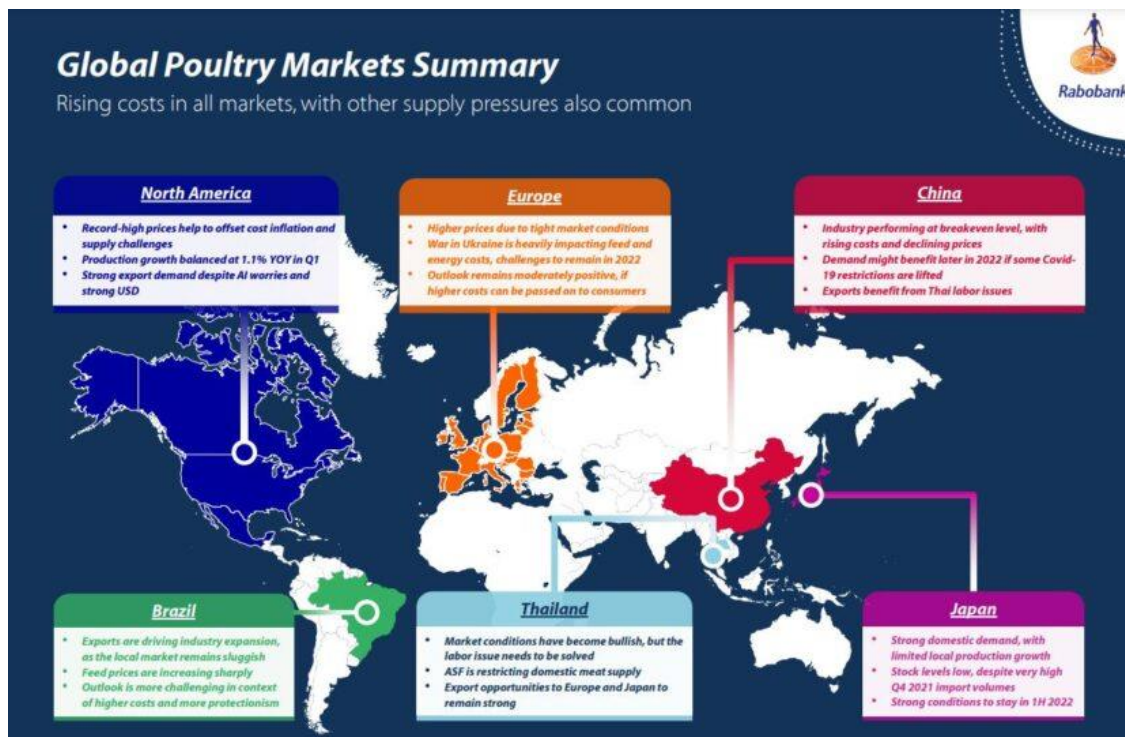 Global Poultry Markets Summary
Rising costs in all markets, with other supply pressures also common
Rabobank
North America
• Record-high prices help to offset cost inflation and
supply challenges
• Production growth balanced at 1.1% YOY in Q1
• Strong export demand despite AI worries and
strong USD
Europe
• Higher prices due to tight market conditions
• War in Ukraine is heavily impacting feed and
energy costs, challenges to remain in 2022
• Outlook remains moderately positive, if
higher costs can be passed on to consumers
China
• Industry performing at breakeven level, with
rising costs and declining prices
• Demand might benefit later in 2022 if some Covid-
19 restrictions are lifted
• Exports benefit from Thai labor issues
Brazil
• Exports are driving industry expansion,
as the local market remains sluggish
• Feed prices are increasing sharply
• Outlook is more challenging in context
of higher costs and more protectionism
Thailand
• Market conditions have become bullish, but the
labor issue needs to be solved
• ASF is restricting domestic meat supply
• Export opportunities to Europe and Japan to
remain strong
Japan
• Strong domestic demand, with
limited local production growth
• Stock levels low, despite very high
Q4 2021 import volumes
• Strong conditions to stay in 1H 2022